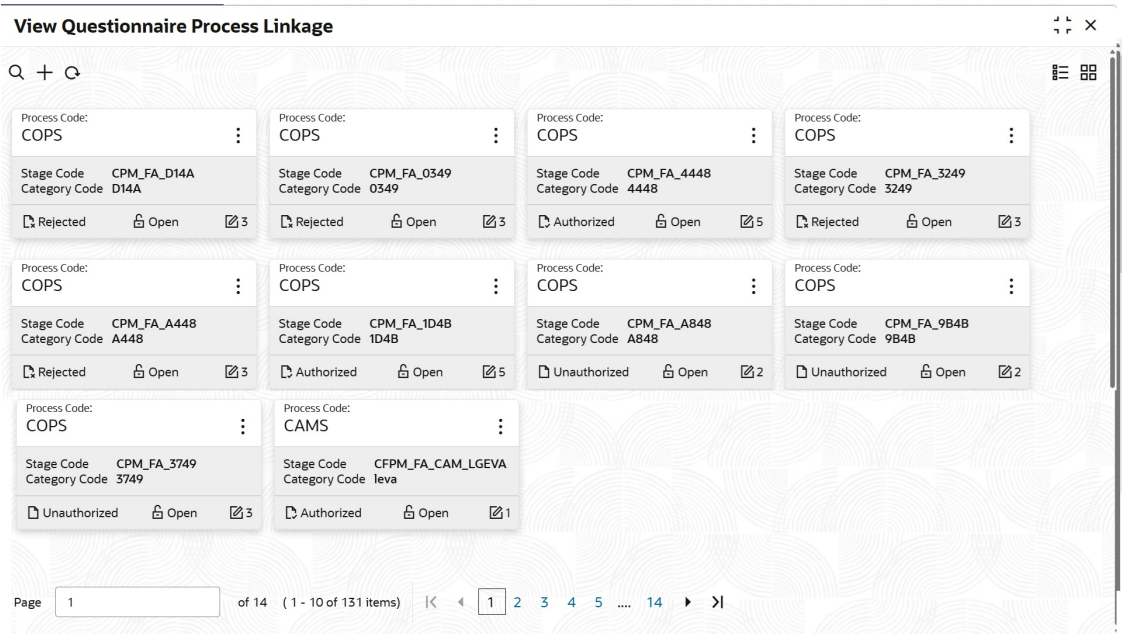 View Questionnaire Process Linkage
Process Code:
COPS
Stage Code CPM_FA_D14A
Category Code D14A
Rejected Open 3
Process Code:
COPS
Stage Code CPM_FA_0349
Category Code 0349
Rejected Open 3
Process Code:
COPS
Stage Code CPM_FA_4448
Category Code 4448
Authorized Open 5
Process Code:
COPS
Stage Code CPM_FA_3249
Category Code 3249
Rejected Open 3
Process Code:
COPS
Stage Code CPM_FA_A448
Category Code A448
Rejected Open 3
Process Code:
COPS
Stage Code CPM_FA_1D4B
Category Code 1D4B
Authorized Open 5
Process Code:
COPS
Stage Code CPM_FA_A848
Category Code A848
Unauthorized Open 2
Process Code:
COPS
Stage Code CPM_FA_9B4B
Category Code 9B4B
Unauthorized Open 2
Process Code:
COPS
Stage Code CPM_FA_3749
Category Code 3749
Unauthorized Open 3
Process Code:
CAMS
Stage Code CFPM_FA_CAM_LGEVA
Category Code leva
Authorized Open 1
Page 1 of 14 (1 - 10 of 131 items) 1 2 3 4 5 .... 14